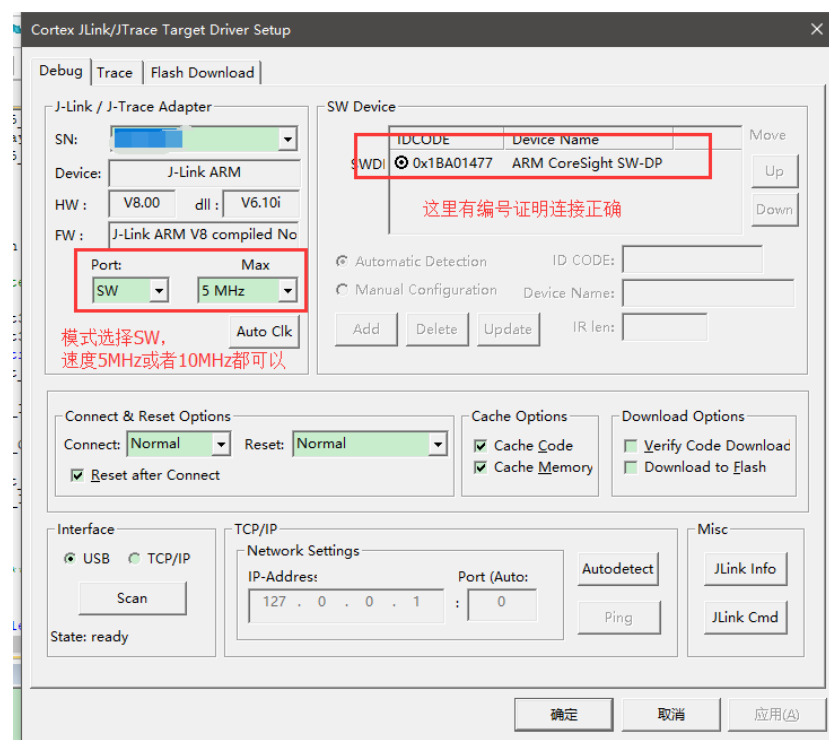 Cortex JLink/JTrace Target Driver Setup
Debug Trace Flash Download
J-Link / J-Trace Adapter
SN:
Device: J-Link ARM
HW : V8.00 dll : V6.10i
FW : J-Link ARM V8 compiled No
Port: Max
SW 5 MHz
模式选择SW，
速度5MHz或者10MHz都可以
Auto Clk
SW Device
IDCODE Device Name
SWDI 0x1BA01477 ARM CoreSight SW-DP
这里有编号证明连接正确
Move
Up
Down
Automatic Detection ID CODE:
Manual Configuration Device Name:
Add Delete Update IR len:
Connect & Reset Options
Connect: Normal Reset: Normal
Reset after Connect
Cache Options
Cache Code
Cache Memory
Download Options
Verify Code Download
Download to Flash
Interface
USB TCP/IP
Scan
State: ready
TCP/IP
Network Settings
IP-Address: Port (Auto:
127 . 0 . 0 . 1 : 0
Autodetect
Ping
Misc
JLink Info
JLink Cmd
确定 取消 应用(A)